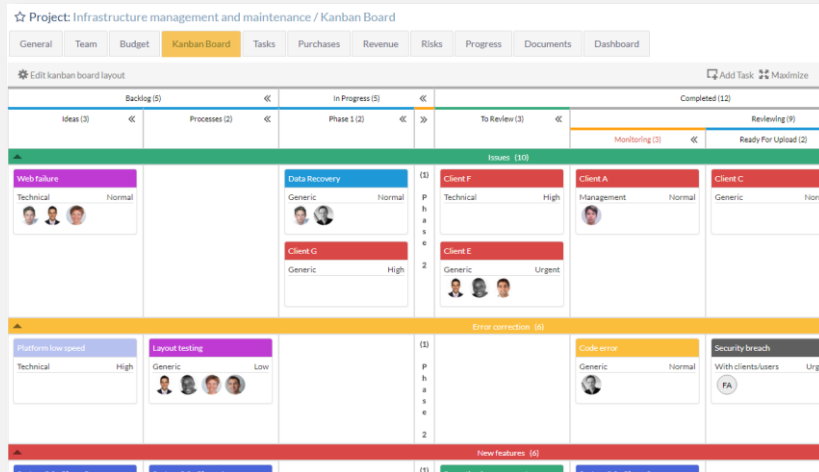 Project: Infrastructure management and maintenance / Kanban Board
General Team Budget Kanban Board Tasks Purchases Revenue Risks Progress Documents Dashboard
Edit kanban board layout Add Task Maximize
Backlog (5) « In Progress (5) « Completed (12)
Ideas (3) « Processes (2) « Phase 1 (2) « » To Review (3) « Reviewing (9)
Monitoring (3) « Ready For Upload (2)
Issues (10)
Web failure Data Recovery (1) Phase 2 Client F Client A Client C
Technical Normal Generic Normal Technical High Management Normal Generic
Client G Client E
Generic High Generic Urgent
Error correction (6)
Platform low speed Layout testing (1) Phase 2 Code error Security breach
Technical High Generic Low Generic Normal With clients/users
FA
New features (6)
(1)